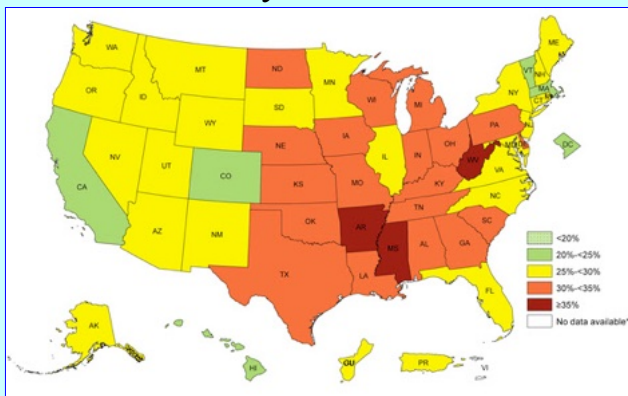 WA
MT
ND
MN
ME
VT
NH
OR
ID
SD
WI
MI
NY
MA
CT
WY
NE
IA
PA
NJ
NV
UT
CO
IL
IN
OH
MD
DC
CA
KS
MO
KY
WV
VA
AZ
NM
OK
AR
TN
NC
TX
LA
MS
AL
GA
SC
FL
AK
HI
GU
PR
VI
<20%
20%-<25%
25%-<30%
30%-<35%
≥35%
No data available*